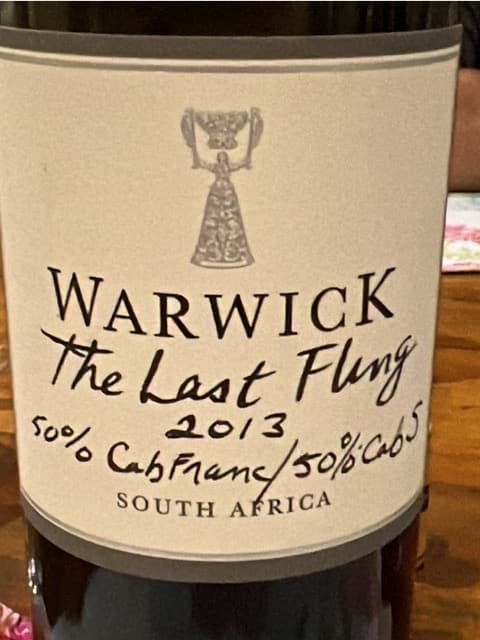 WARWICK
The Last Fling
2013
50% Cab Franc/50% Cab S
SOUTH AFRICA